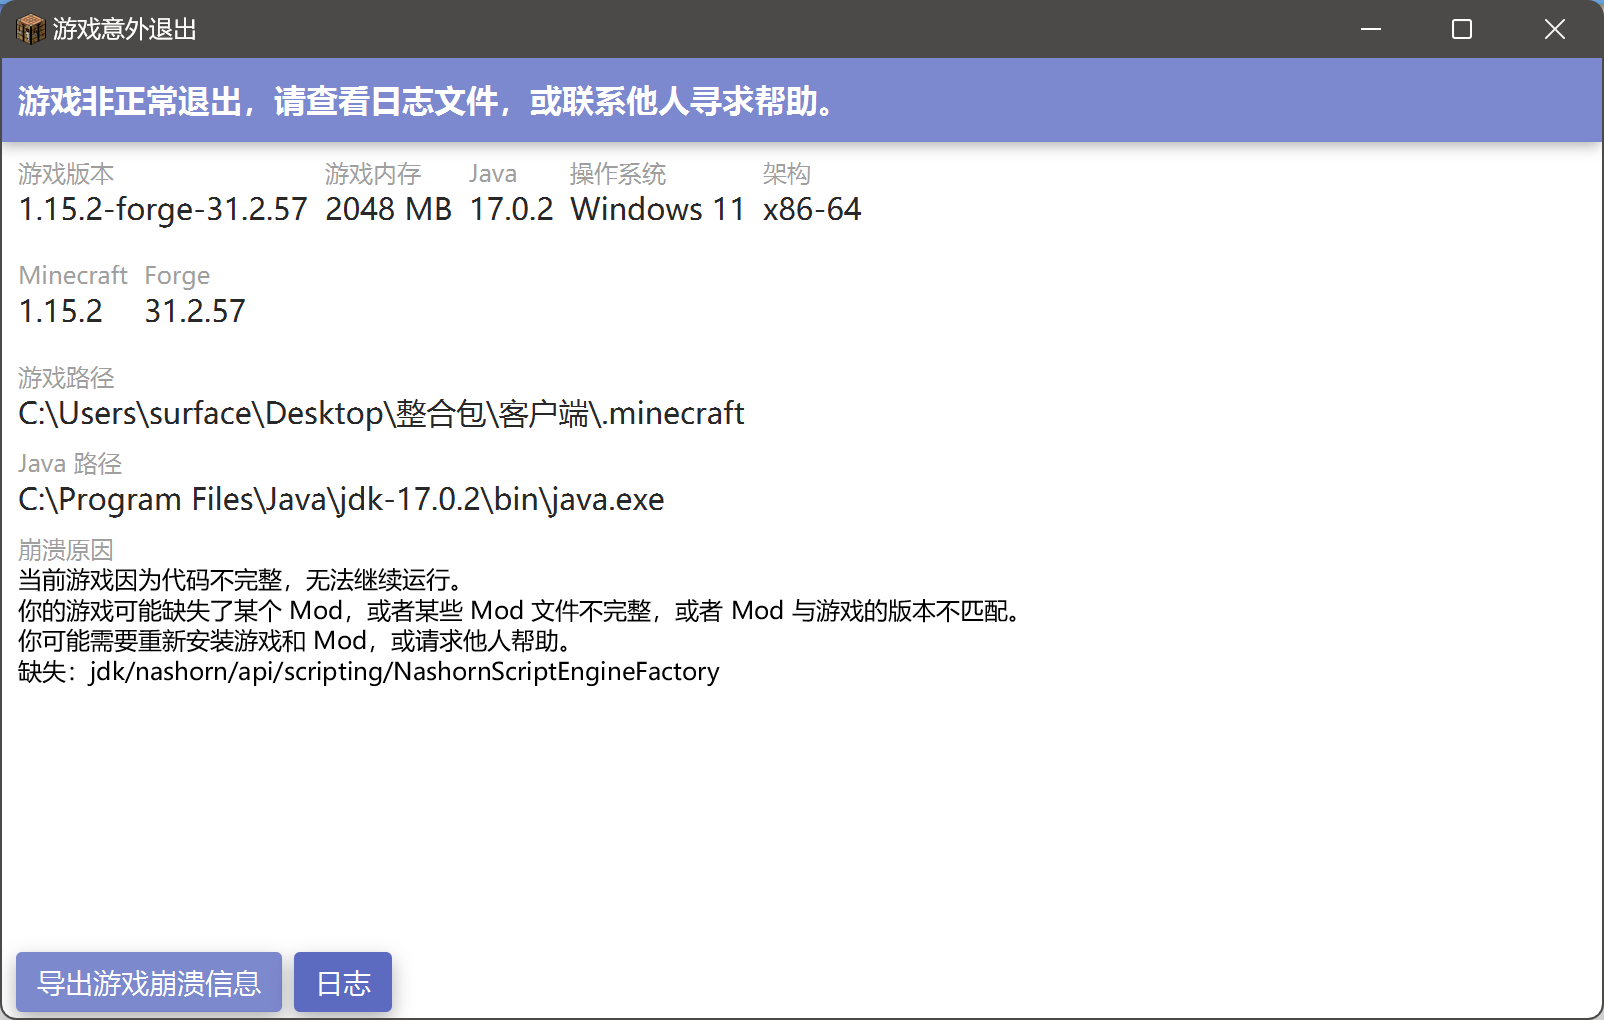 游戏意外退出
游戏非正常退出，请查看日志文件，或联系他人寻求帮助。
游戏版本 游戏内存 Java 操作系统 架构
1.15.2-forge-31.2.57 2048 MB 17.0.2 Windows 11 x86-64
Minecraft Forge
1.15.2 31.2.57
游戏路径
C:\Users\surface\Desktop\整合包\客户端\.minecraft
Java 路径
C:\Program Files\Java\jdk-17.0.2\bin\java.exe
崩溃原因
当前游戏因为代码不完整，无法继续运行。
你的游戏可能缺失了某个 Mod，或者某些 Mod 文件不完整，或者 Mod 与游戏的版本不匹配。
你可能需要重新安装游戏和 Mod，或请求他人帮助。
缺失：jdk/nashorn/api/scripting/NashornScriptEngineFactory
导出游戏崩溃信息 日志